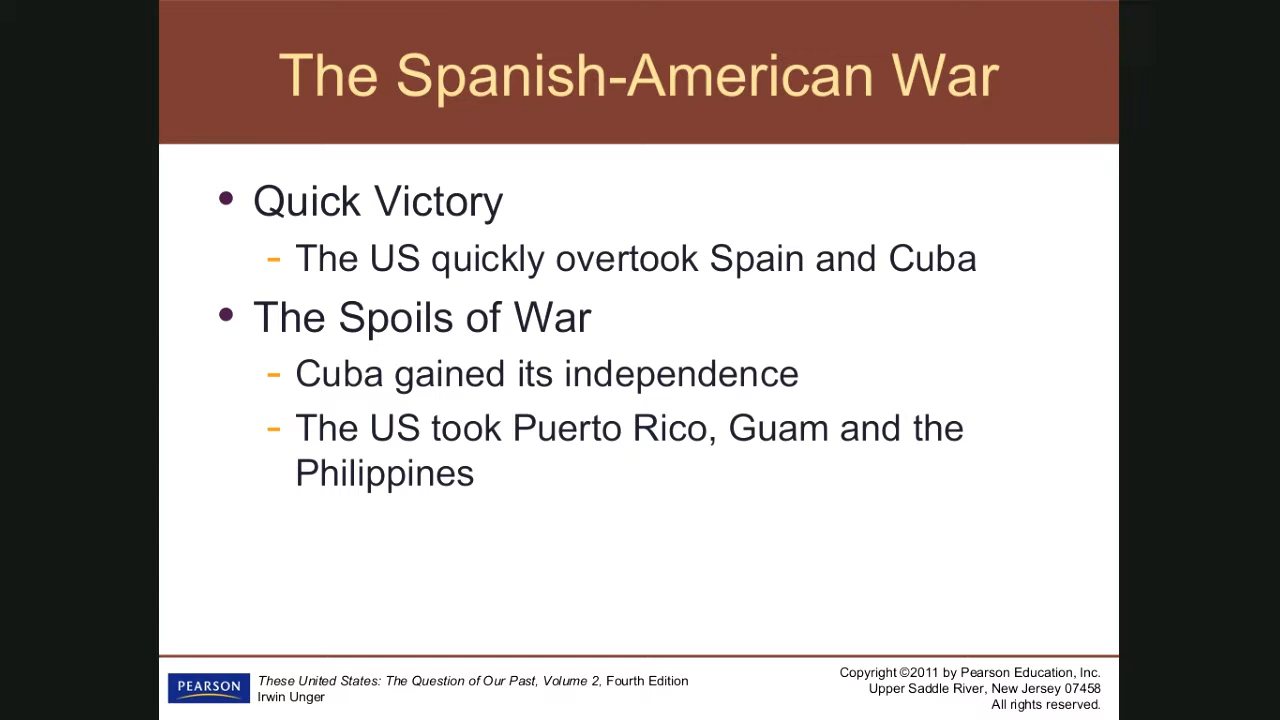 The Spanish-American War
• Quick Victory
- The US quickly overtook Spain and Cuba
• The Spoils of War
- Cuba gained its independence
- The US took Puerto Rico, Guam and the
Philippines
PEARSON
These United States: The Question of Our Past, Volume 2, Fourth Edition
Irwin Unger
Copyright ©2011 by Pearson Education, Inc.
Upper Saddle River, New Jersey 07458
All rights reserved.